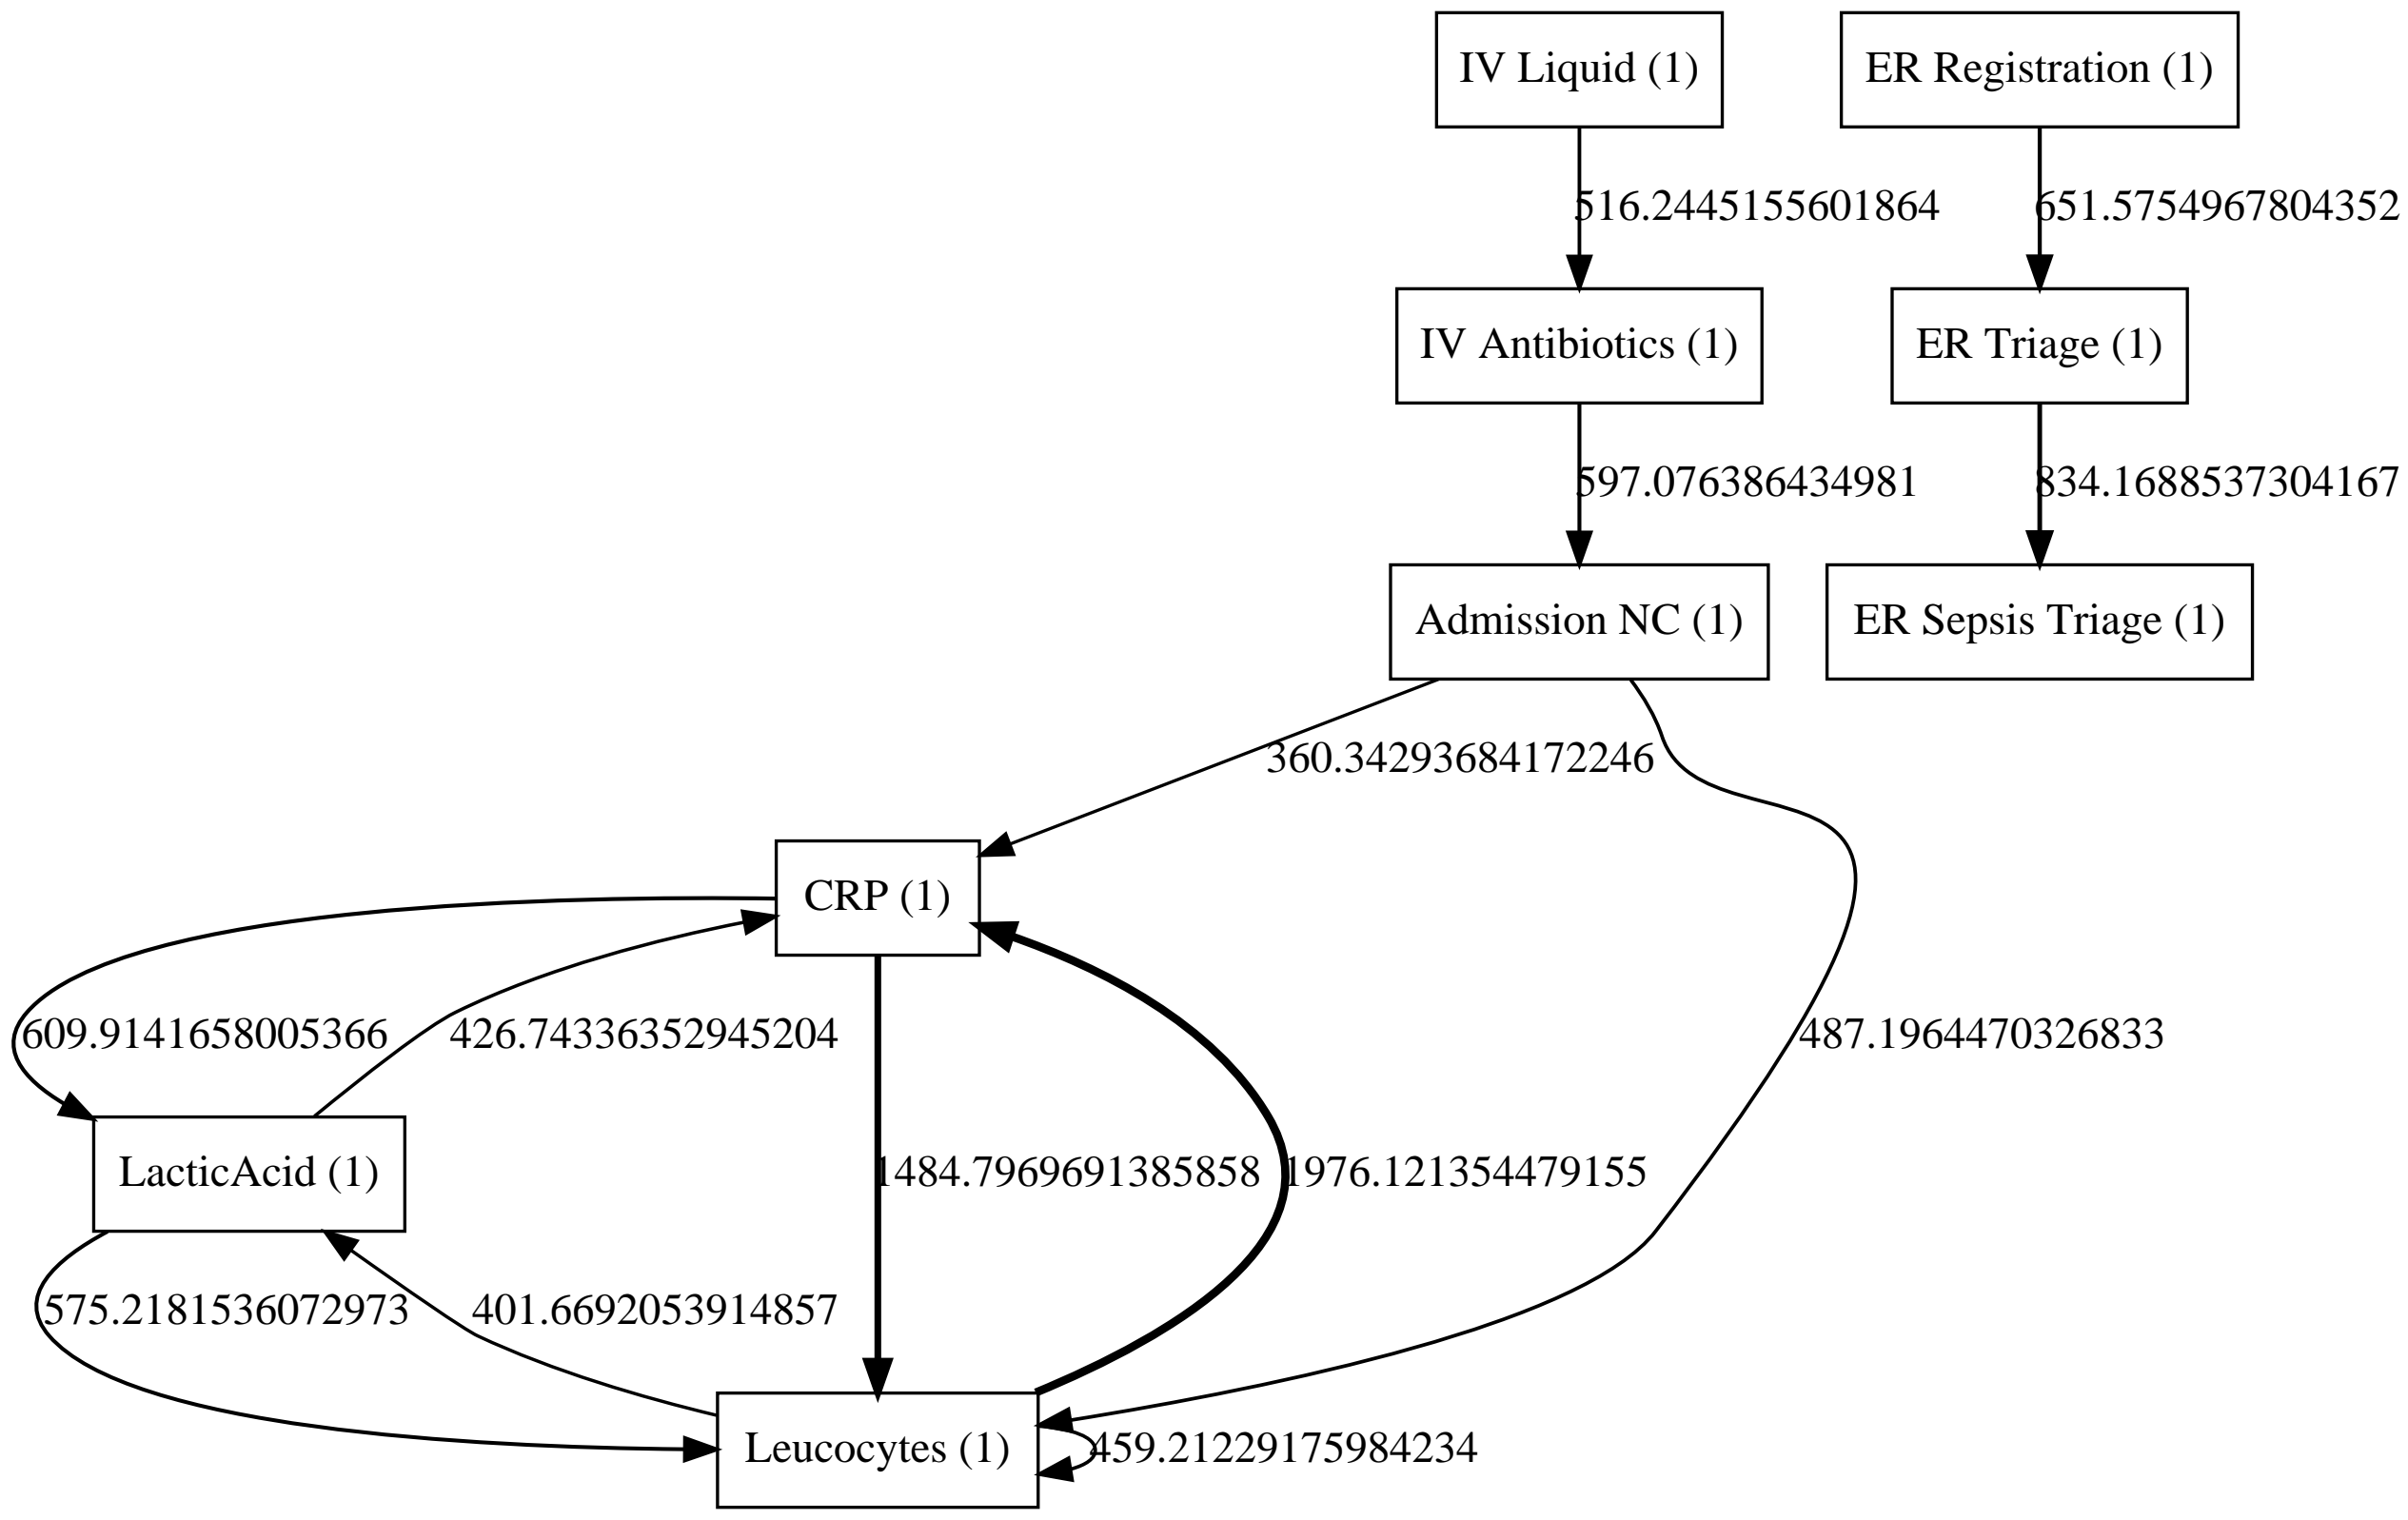 IV Liquid (1)
ER Registration (1)
516.2445155601864
651.5754967804352
IV Antibiotics (1)
ER Triage (1)
597.076386434981
834.1688537304167
Admission NC (1)
ER Sepsis Triage (1)
360.34293684172246
CRP (1)
609.9141658005366
426.74336352945204
487.1964470326833
LacticAcid (1)
1484.7969691385858
1976.121354479155
575.2181536072973
401.6692053914857
Leucocytes (1)
459.21229175984234